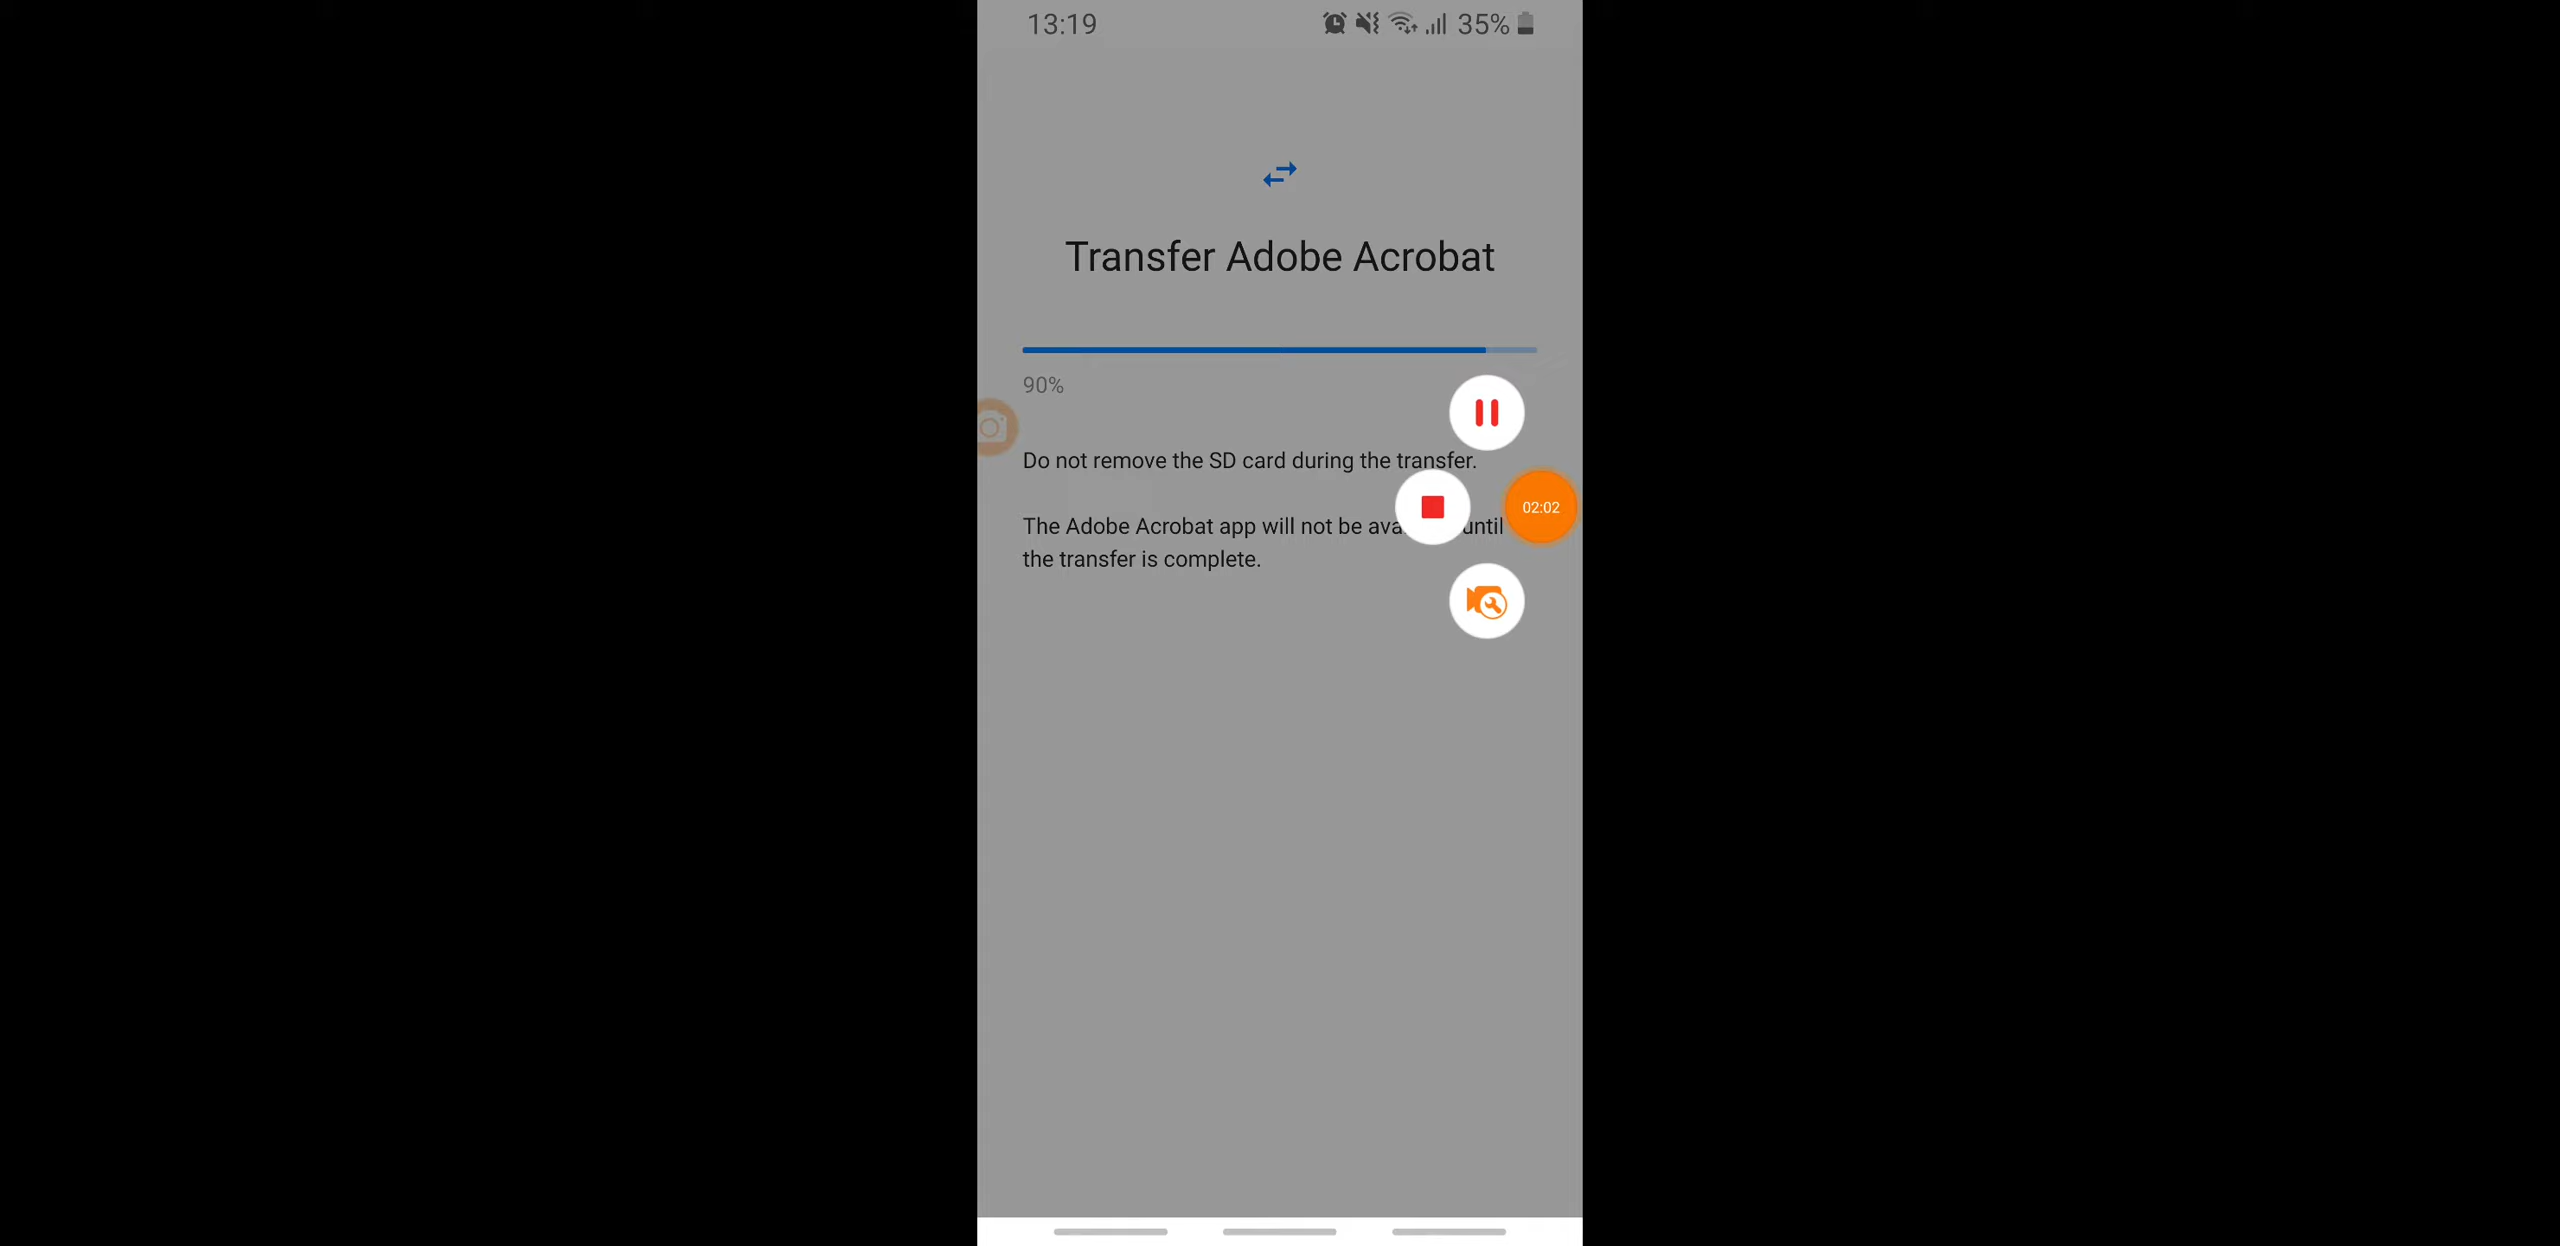 13:19 35%
Transfer Adobe Acrobat
90%
Do not remove the SD card during the transfer.
The Adobe Acrobat app will not be ava until
the transfer is complete.
02:02